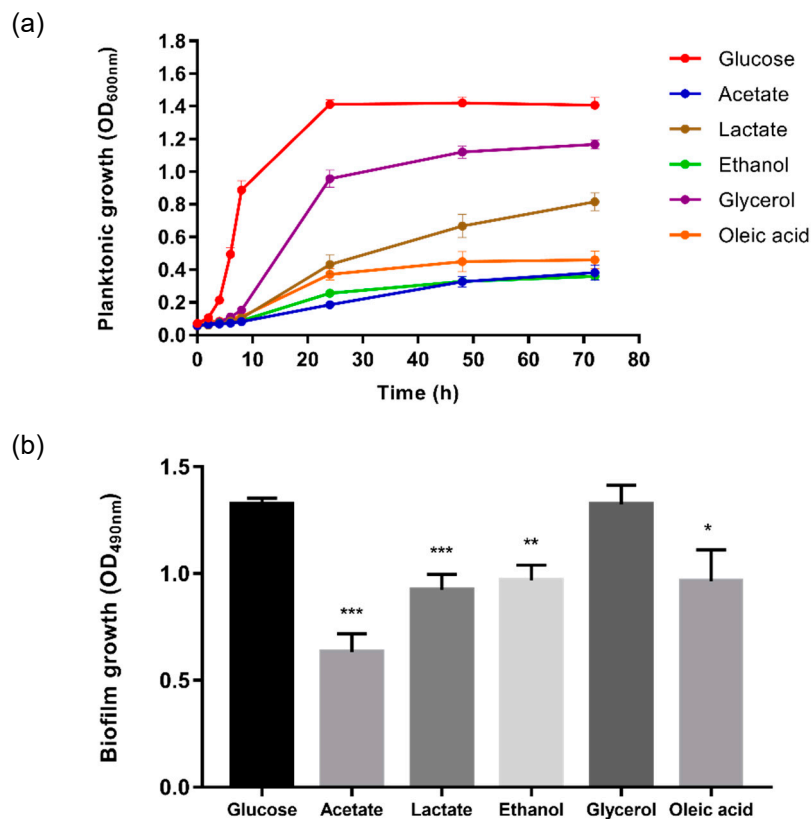 (a)
Planktonic growth (OD600nm)
1.8
1.6
1.4
1.2
1.0
0.8
0.6
0.4
0.2
0.0
0 10 20 30 40 50 60 70 80
Time (h)
Glucose
Acetate
Lactate
Ethanol
Glycerol
Oleic acid
(b)
Biofilm growth (OD490nm)
1.5
1.0
0.5
0.0
***
***
**
*
Glucose Acetate Lactate Ethanol Glycerol Oleic acid